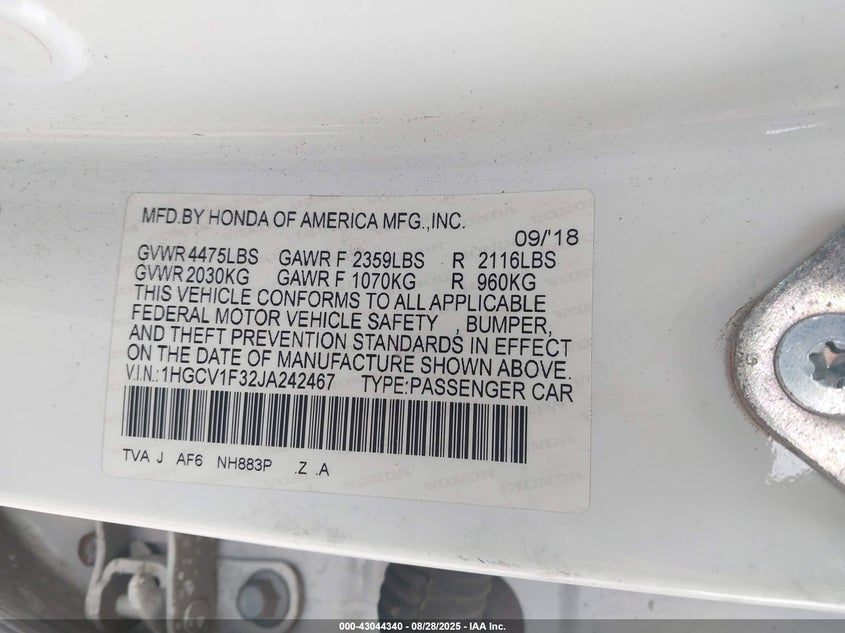 MFD.BY HONDA OF AMERICA MFG.,INC.
09/'18
GVWR 4475LBS GAWR F 2359LBS R 2116LBS
GVWR 2030KG GAWR F 1070KG R 960KG
THIS VEHICLE CONFORMS TO ALL APPLICABLE
FEDERAL MOTOR VEHICLE SAFETY , BUMPER,
AND THEFT PREVENTION STANDARDS IN EFFECT
ON THE DATE OF MANUFACTURE SHOWN ABOVE.
V.I.N.:1HGCV1F32JA242467 TYPE:PASSENGER CAR
TVA J AF6 NH883P .Z .A
000-43044340 - 08/28/2025 - IAA Inc.